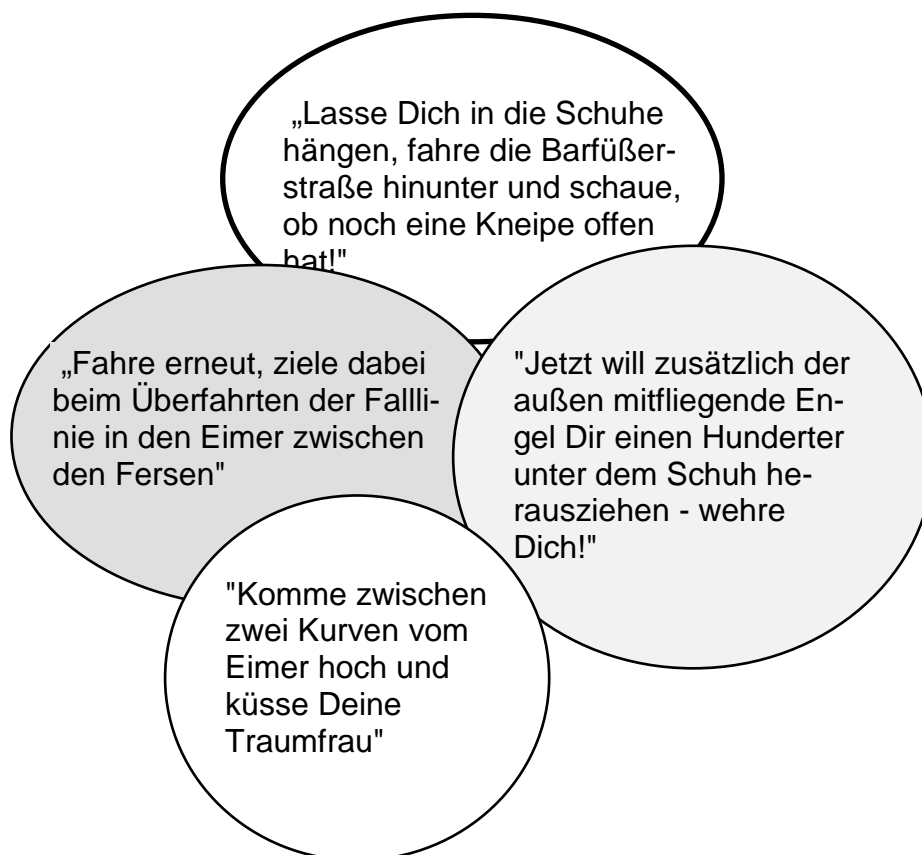 „Lasse Dich in die Schuhe
hängen, fahre die Barfüßer-
straße hinunter und schaue,
ob noch eine Kneipe offen
hat!"
„Fahre erneut, ziele dabei
beim Überfahrten der Falлli-
nie in den Eimer zwischen
den Fersen"
"Jetzt will zusätzlich der
außen mitfliegende En-
gel Dir einen Hunderter
unter dem Schuh he-
rausziehen - wehre
Dich!"
"Komme zwischen
zwei Kurven vom
Eimer hoch und
küsse Deine
Traumfrau"